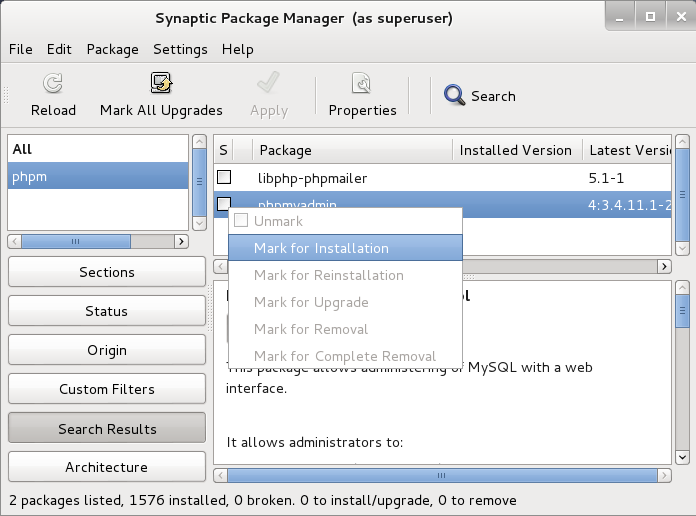 Synaptic Package Manager (as superuser)
File Edit Package Settings Help
Reload Mark All Upgrades Apply Properties Search
All
phpm
S Package Installed Version Latest Versi
libphp-phpmailer 5.1-1
phpmyadmin 4:3.4.11.1-2
Unmark
Mark for Installation
Mark for Reinstallation
Mark for Upgrade
Mark for Removal
Mark for Complete Removal
Sections
Status
Origin
Custom Filters
Search Results
Architecture
This package allows administering of MySQL with a web
interface.
It allows administrators to:
2 packages listed, 1576 installed, 0 broken. 0 to install/upgrade, 0 to remove